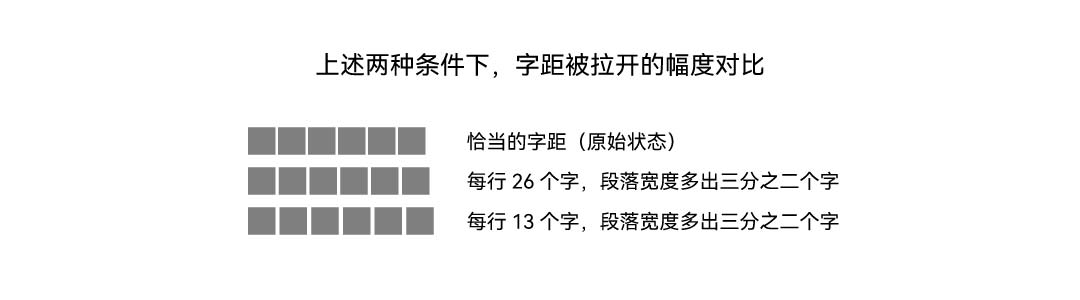 上述两种条件下，字距被拉开的幅度对比
恰当的字距（原始状态）
每行 26 个字，段落宽度多出三分之二个字
每行 13 个字，段落宽度多出三分之二个字